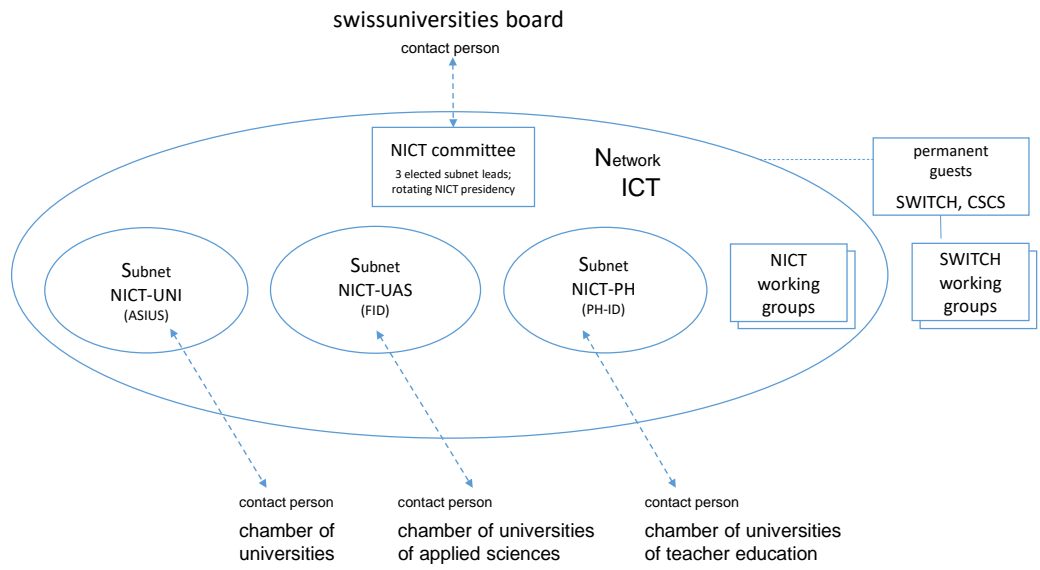 swissuniversities board
contact person
NICT committee
3 elected subnet leads;
rotating NICT presidency
Network
ICT
permanent
guests
SWITCH, CSCS
Subnet
NICT-UNI
(ASIUS)
Subnet
NICT-UAS
(FID)
Subnet
NICT-PH
(PH-ID)
NICT
working
groups
SWITCH
working
groups
contact person
chamber of
universities
contact person
chamber of universities
of applied sciences
contact person
chamber of universities
of teacher education